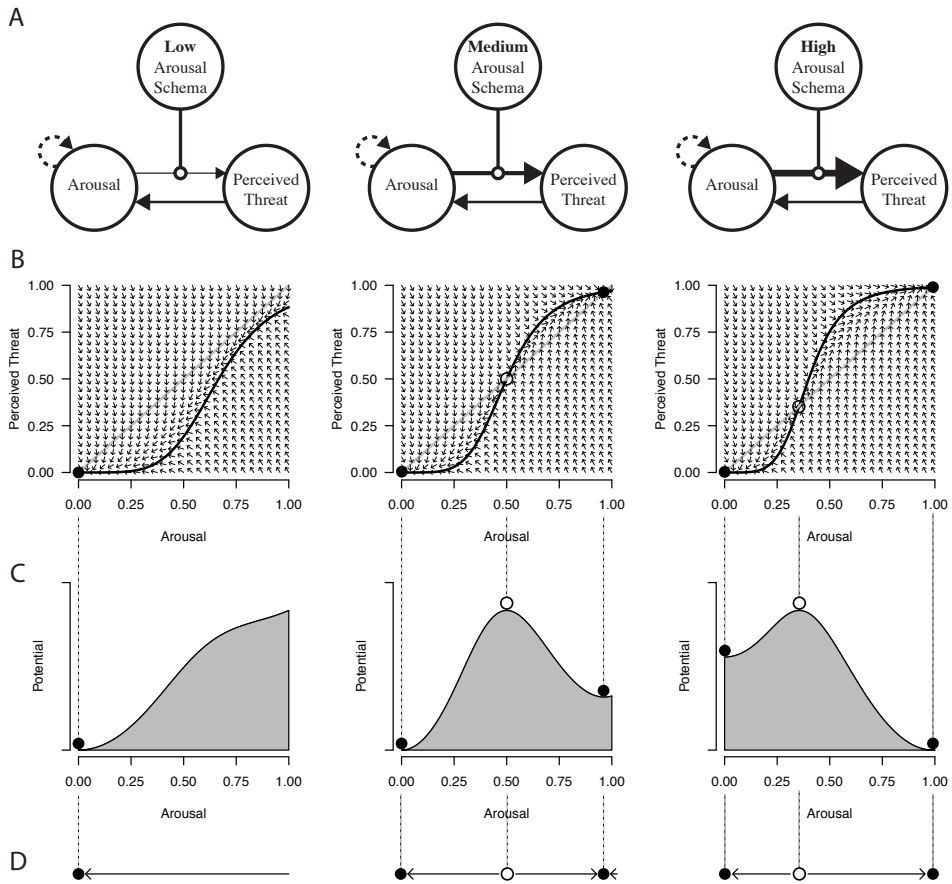 A
Low
Arousal
Schema
Arousal
Perceived
Threat
Medium
Arousal
Schema
Arousal
Perceived
Threat
High
Arousal
Schema
Arousal
Perceived
Threat
B
Perceived Threat
1.00
0.75
0.50
0.25
0.00
0.00 0.25 0.50 0.75 1.00
Arousal
Perceived Threat
1.00
0.75
0.50
0.25
0.00
0.00 0.25 0.50 0.75 1.00
Arousal
Perceived Threat
1.00
0.75
0.50
0.25
0.00
0.00 0.25 0.50 0.75 1.00
Arousal
C
Potential
0.00 0.25 0.50 0.75 1.00
Arousal
Potential
0.00 0.25 0.50 0.75 1.00
Arousal
Potential
0.00 0.25 0.50 0.75 1.00
Arousal
D